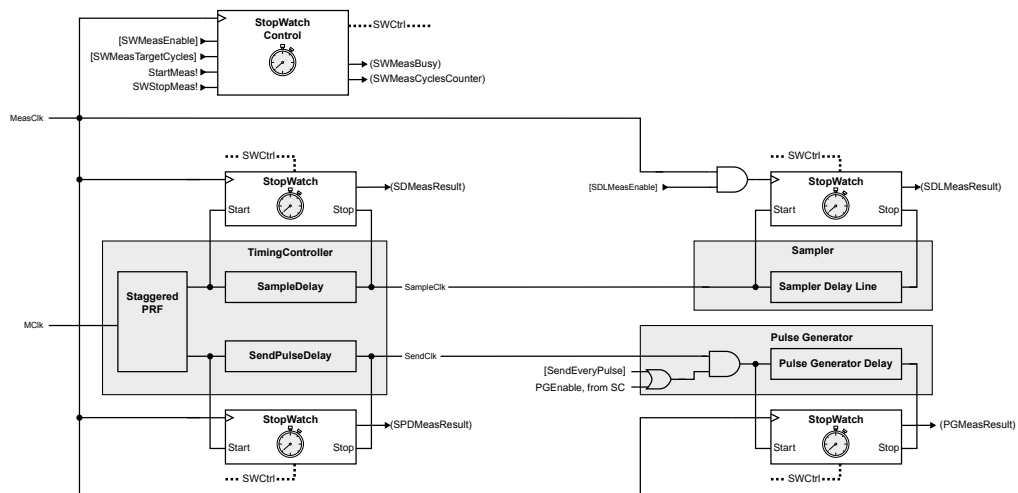 StopWatch
Control
SWCtrl
[SWMeasEnable]
[SWMeasTargetCycles]
StartMeas!
SWStopMeas!
(SWMeasBusy)
(SWMeasCyclesCounter)
MeasClk
SWCtrl
SWCtrl
StopWatch
(SDMeasResult)
Start
Stop
[SDLMeasEnable]
StopWatch
(SDLMeasResult)
Start
Stop
TimingController
Sampler
Staggered
PRF
SampleDelay
SampleClk
Sampler Delay Line
MClk
Pulse Generator
SendPulseDelay
SendClk
[SendEveryPulse]
PGEnable, from SC
Pulse Generator Delay
StopWatch
(SPDMeasResult)
Start
Stop
SWCtrl
StopWatch
(PGMeasResult)
Start
Stop
SWCtrl